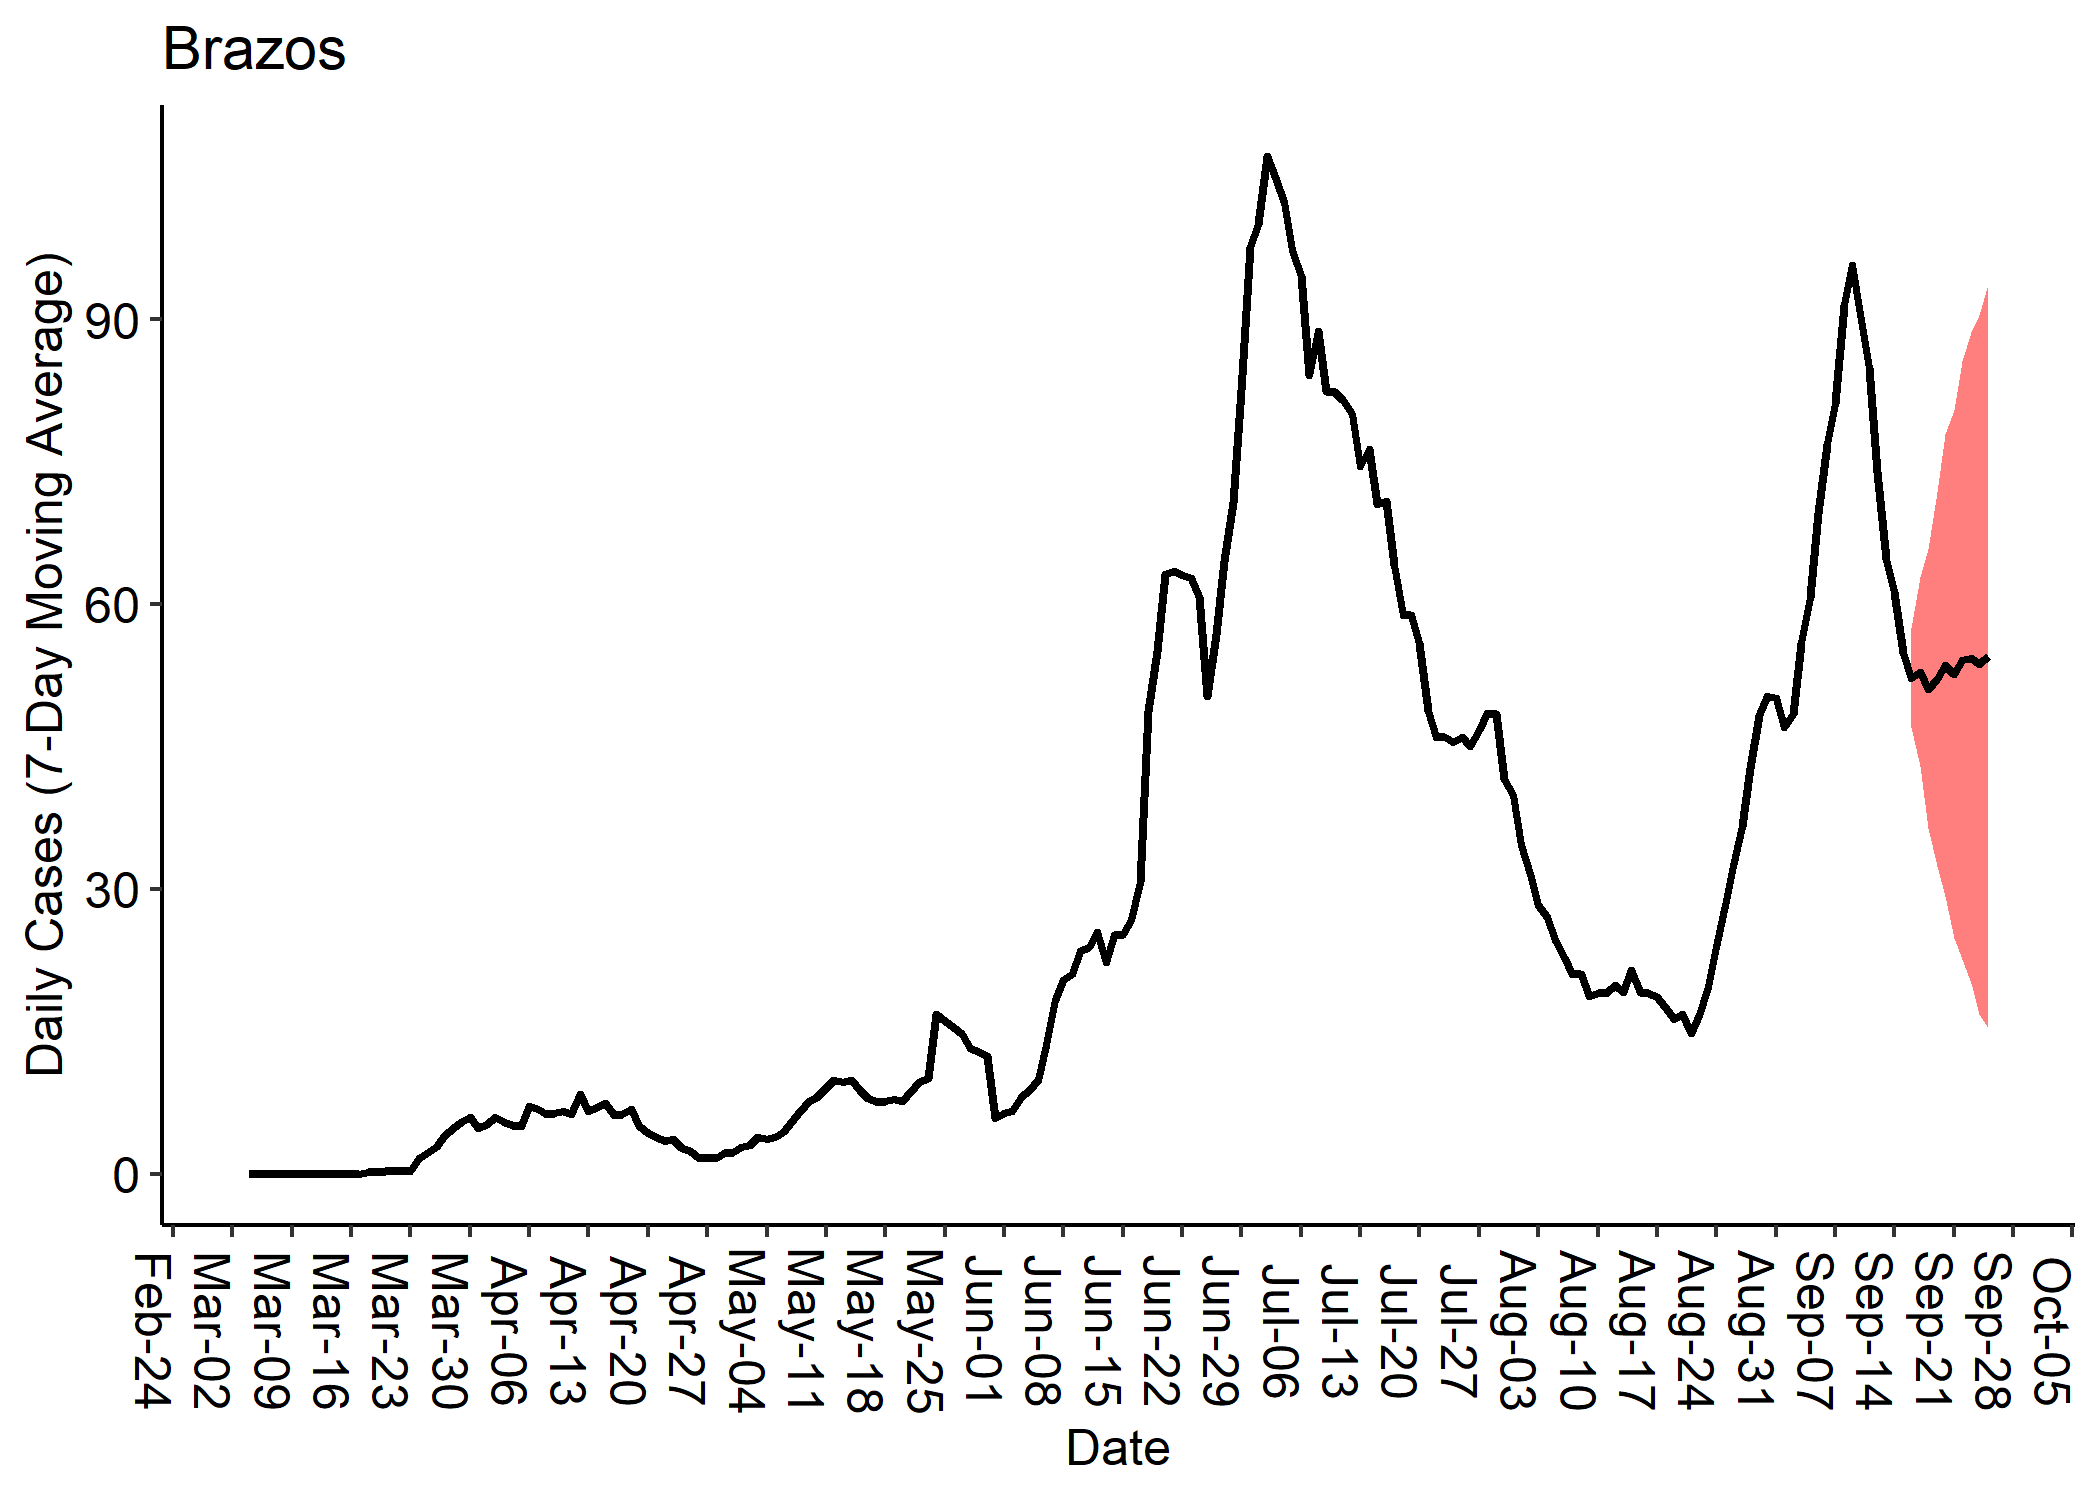 Brazos
Daily Cases (7-Day Moving Average)
90
60
30
0
Feb-24
Mar-02
Mar-09
Mar-16
Mar-23
Mar-30
Apr-06
Apr-13
Apr-20
Apr-27
May-04
May-11
May-18
May-25
Jun-01
Jun-08
Jun-15
Jun-22
Jun-29
Jul-06
Jul-13
Jul-20
Jul-27
Aug-03
Aug-10
Aug-17
Aug-24
Aug-31
Sep-07
Sep-14
Sep-21
Sep-28
Oct-05
Date